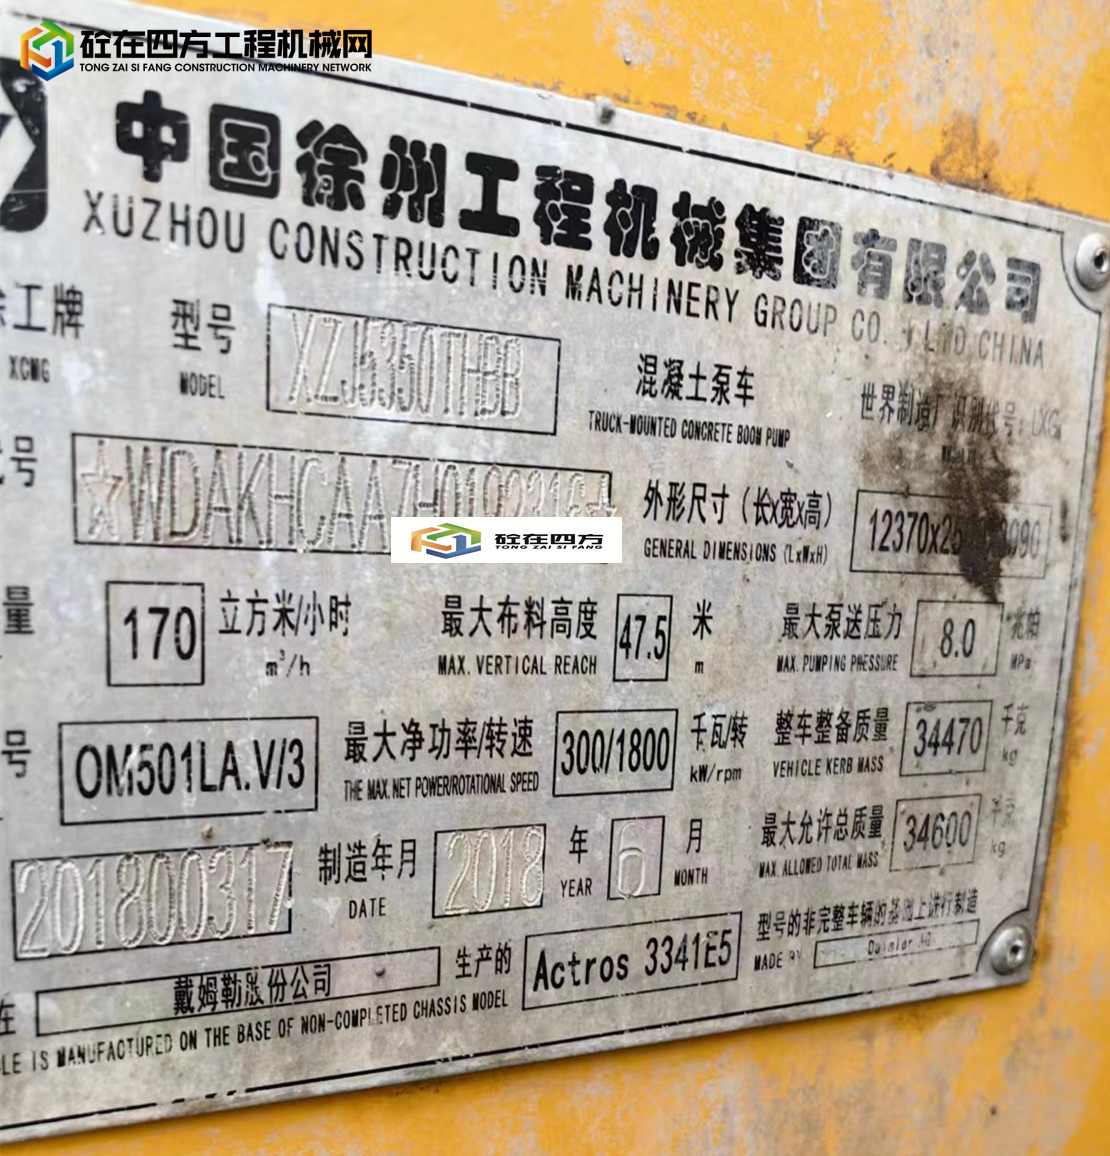 砼在四方工程机械网
TONG ZAI SI FANG CONSTRUCTION MACHINERY NETWORK
中国徐州工程机械集团有限公司
XUZHOU CONSTRUCTION MACHINERY GROUP CO. LTD.CHINA
工牌 型号 XZJ5350THBB 混凝土泵车 世界制造厂识别代号: LXG
XCMG MODEL TRUCK-MOUNTED CONCRETE BOOM PUMP
号 ☆WDAKHCAA7H 外形尺寸(长x宽x高) 12370x25
GENERAL DIMENSIONS (LxWxH)
砼在四方
TONG ZAI SI FANG
量 170 立方米/小时 最大布料高度 47.5 米 最大泵送压力 8.0 兆帕
m³/h MAX. VERTICAL REACH m MAX. PUMPING PRESSURE MPa
号 OM501LA.V/3 最大净功率/转速 300/1800 千瓦/转 整车整备质量 34470 千克
THE MAX. NET POWER/ROTATIONAL SPEED kW/rpm VEHICLE KERB MASS kg
201800317 制造年月 2018 年 6 月 最大允许总质量 34600 千克
DATE YEAR MONTH MAX. ALLOWED TOTAL MASS kg
在 戴姆勒股份公司 生产的 Actros 3341E5 型号的非完整车辆的基础上进行制造
LE IS MANUFACTURED ON THE BASE OF NON-COMPLETED CHASSIS MODEL MADE BY Daimler AG